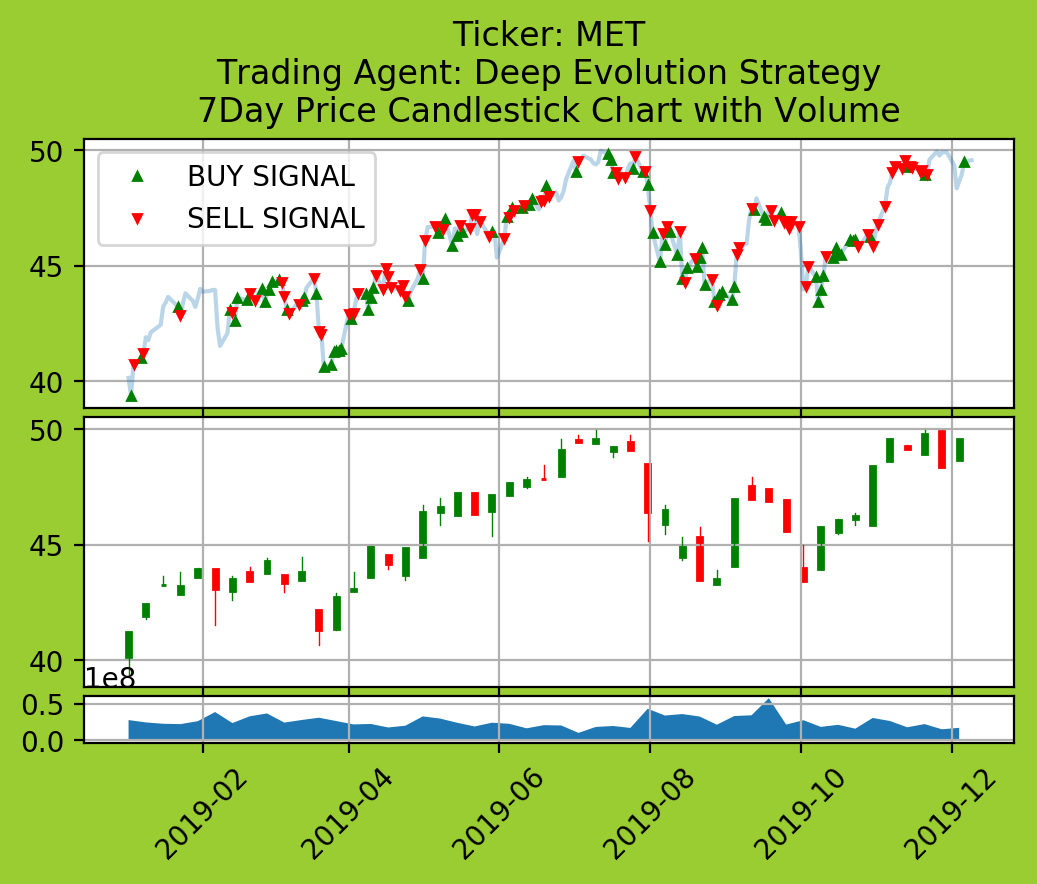 Ticker: MET
Trading Agent: Deep Evolution Strategy
7Day Price Candlestick Chart with Volume
50
BUY SIGNAL
SELL SIGNAL
45
40
50
45
40
1e8
0.5
0.0
2019-02
2019-04
2019-06
2019-08
2019-10
2019-12